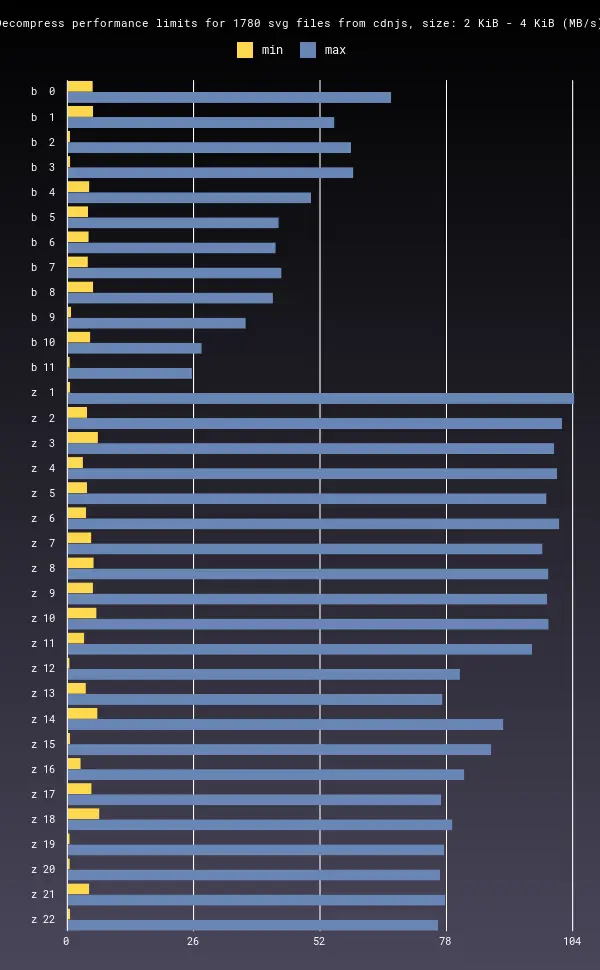 Decompress performance limits for 1780 svg files from cdnjs, size: 2 KiB - 4 KiB (MB/s)
min max
b 0
b 1
b 2
b 3
b 4
b 5
b 6
b 7
b 8
b 9
b 10
b 11
z 1
z 2
z 3
z 4
z 5
z 6
z 7
z 8
z 9
z 10
z 11
z 12
z 13
z 14
z 15
z 16
z 17
z 18
z 19
z 20
z 21
z 22
0 26 52 78 104